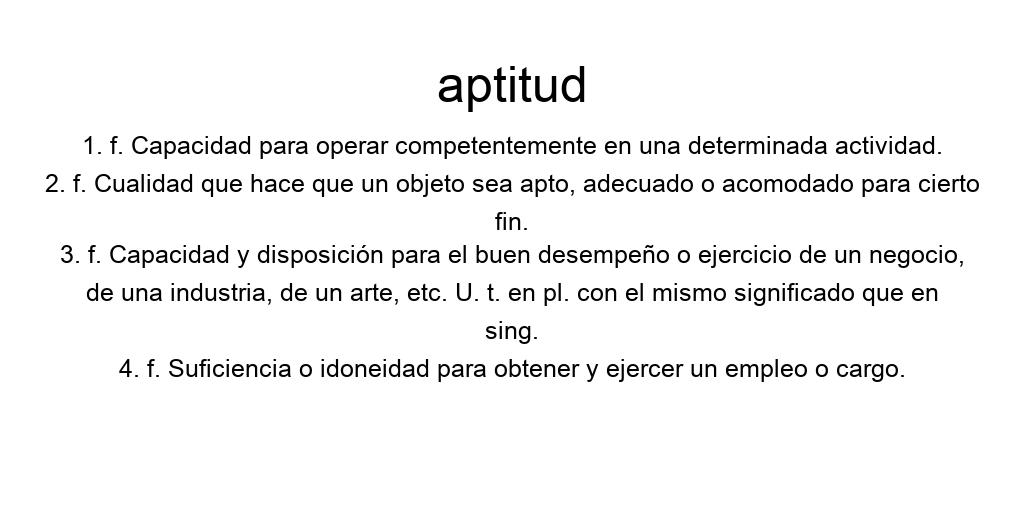 aptitud
1. f. Capacidad para operar competentemente en una determinada actividad.
2. f. Cualidad que hace que un objeto sea apto, adecuado o acomodado para cierto
fin.
3. f. Capacidad y disposición para el buen desempeño o ejercicio de un negocio,
de una industria, de un arte, etc. U. t. en pl. con el mismo significado que en
sing.
4. f. Suficiencia o idoneidad para obtener y ejercer un empleo o cargo.